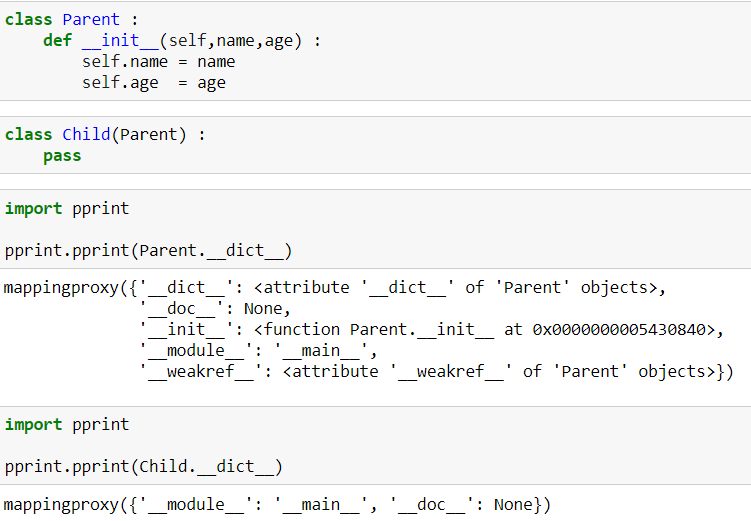 class Parent :
    def __init__(self,name,age) :
        self.name = name
        self.age  = age
class Child(Parent) :
    pass
import pprint
pprint.pprint(Parent.__dict__)
mappingproxy({'__dict__': <attribute '__dict__' of 'Parent' objects>,
              '__doc__': None,
              '__init__': <function Parent.__init__ at 0x0000000005430840>,
              '__module__': '__main__',
              '__weakref__': <attribute '__weakref__' of 'Parent' objects>})
import pprint
pprint.pprint(Child.__dict__)
mappingproxy({'__module__': '__main__', '__doc__': None})